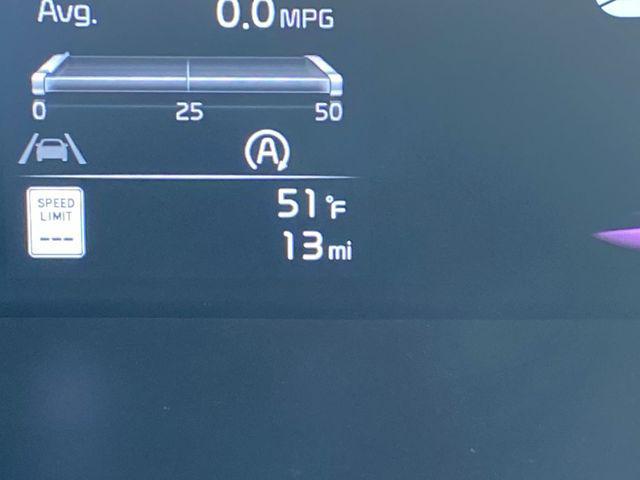 Avg. 0.0 MPG
0 25 50
A
SPEED
LIMIT
---
51 °F
13 mi